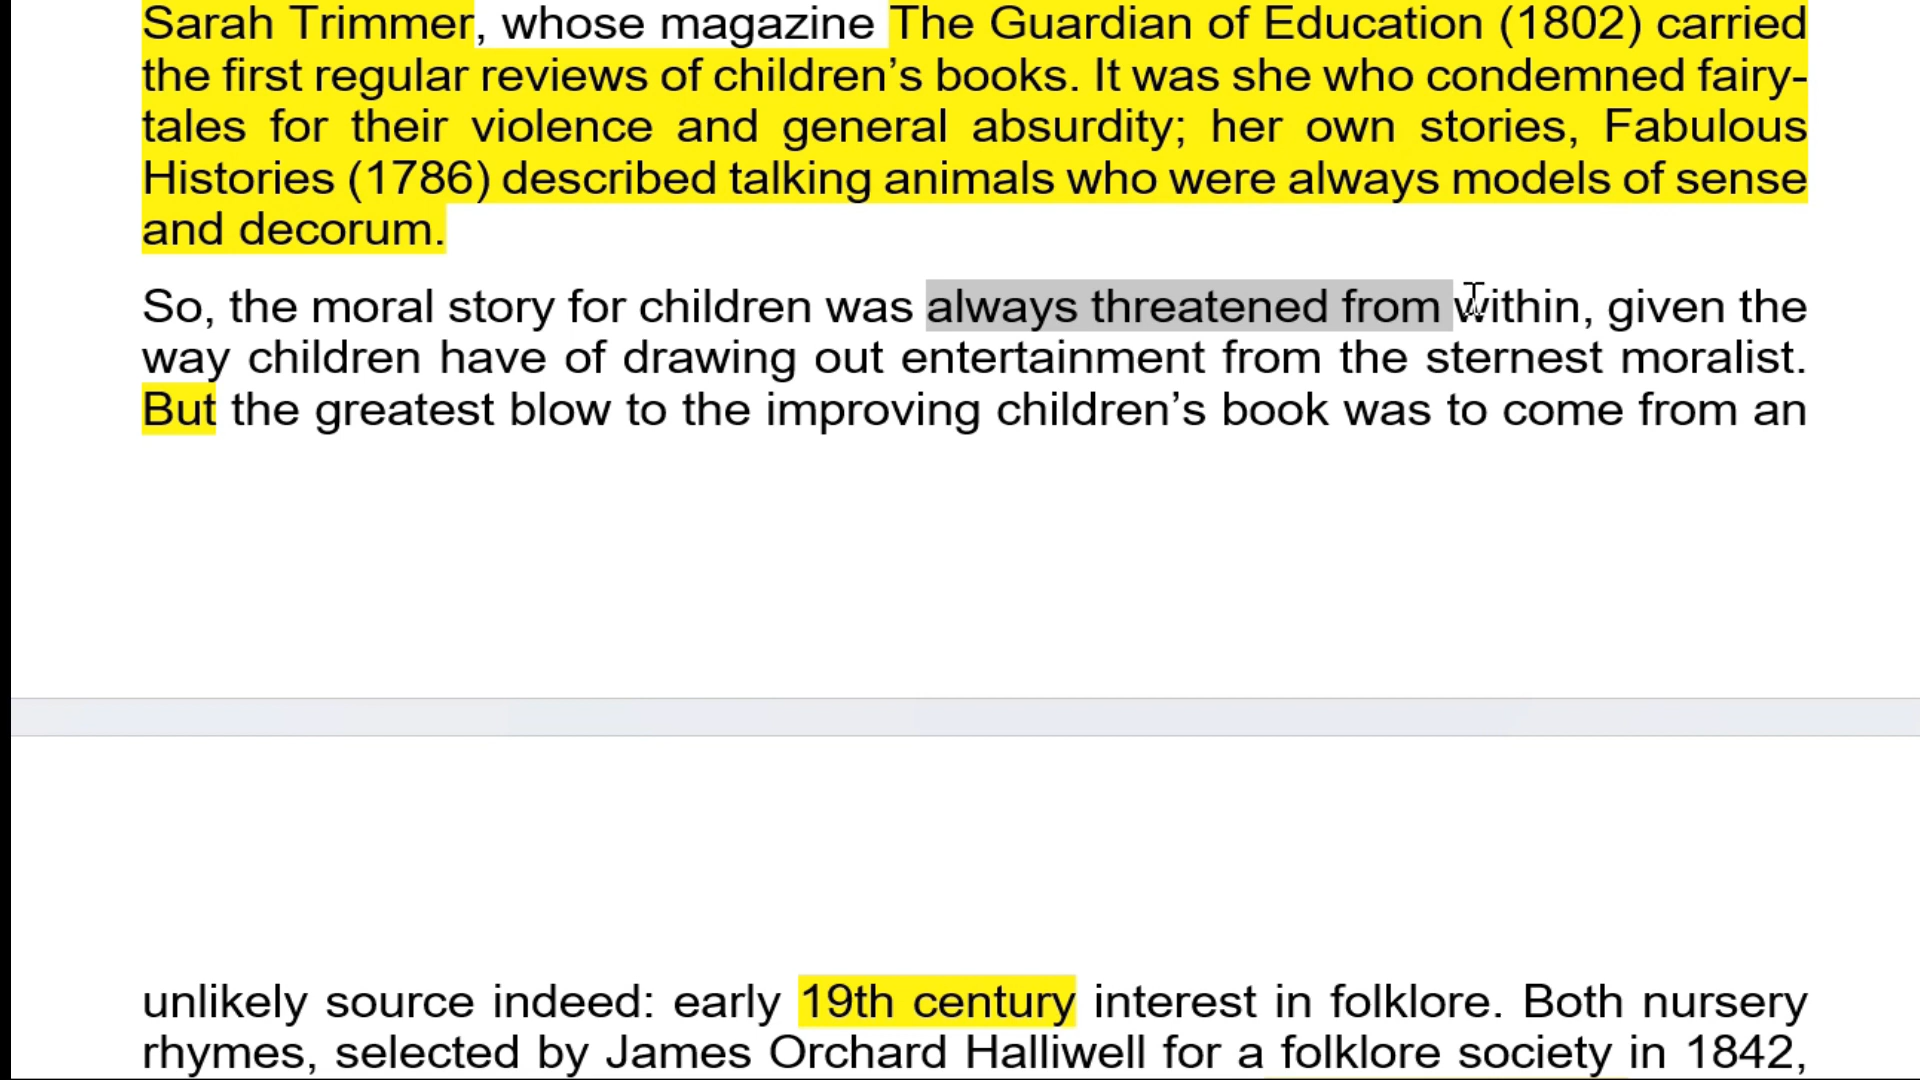 Sarah Trimmer, whose magazine The Guardian of Education (1802) carried
the first regular reviews of children’s books. It was she who condemned fairy-
tales for their violence and general absurdity; her own stories, Fabulous
Histories (1786) described talking animals who were always models of sense
and decorum.
So, the moral story for children was always threatened from within, given the
way children have of drawing out entertainment from the sternest moralist.
But the greatest blow to the improving children’s book was to come from an
unlikely source indeed: early 19th century interest in folklore. Both nursery
rhymes, selected by James Orchard Halliwell for a folklore society in 1842,